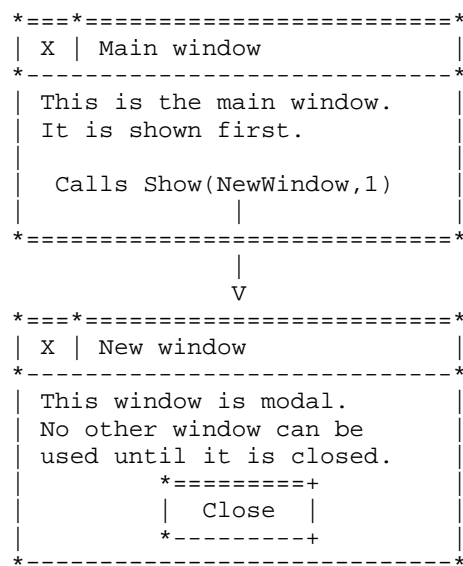 *===*=========================*
| X | Main window             |
*-----------------------------*
| This is the main window.    |
| It is shown first.          |
|                             |
|  Calls Show(NewWindow,1)    |
|              |              |
*=============================*
               |
               V
*===*=========================*
| X | New window              |
*-----------------------------*
| This window is modal.       |
| No other window can be      |
| used until it is closed.    |
|         *=========+         |
|         |  Close  |         |
|         *---------+         |
*-----------------------------*